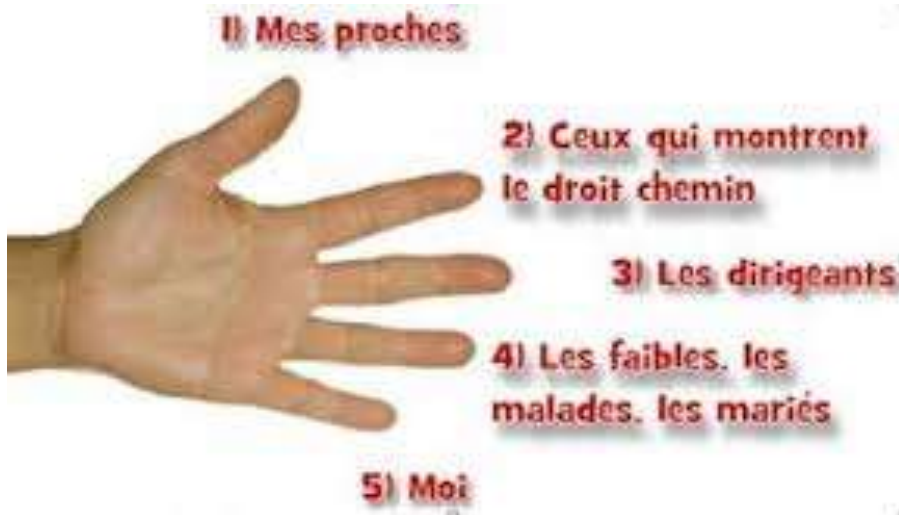 1) Mes proches
2) Ceux qui montrent
le droit chemin
3) Les dirigeants
4) Les faibles. les
malades. les mariés
5) Moi